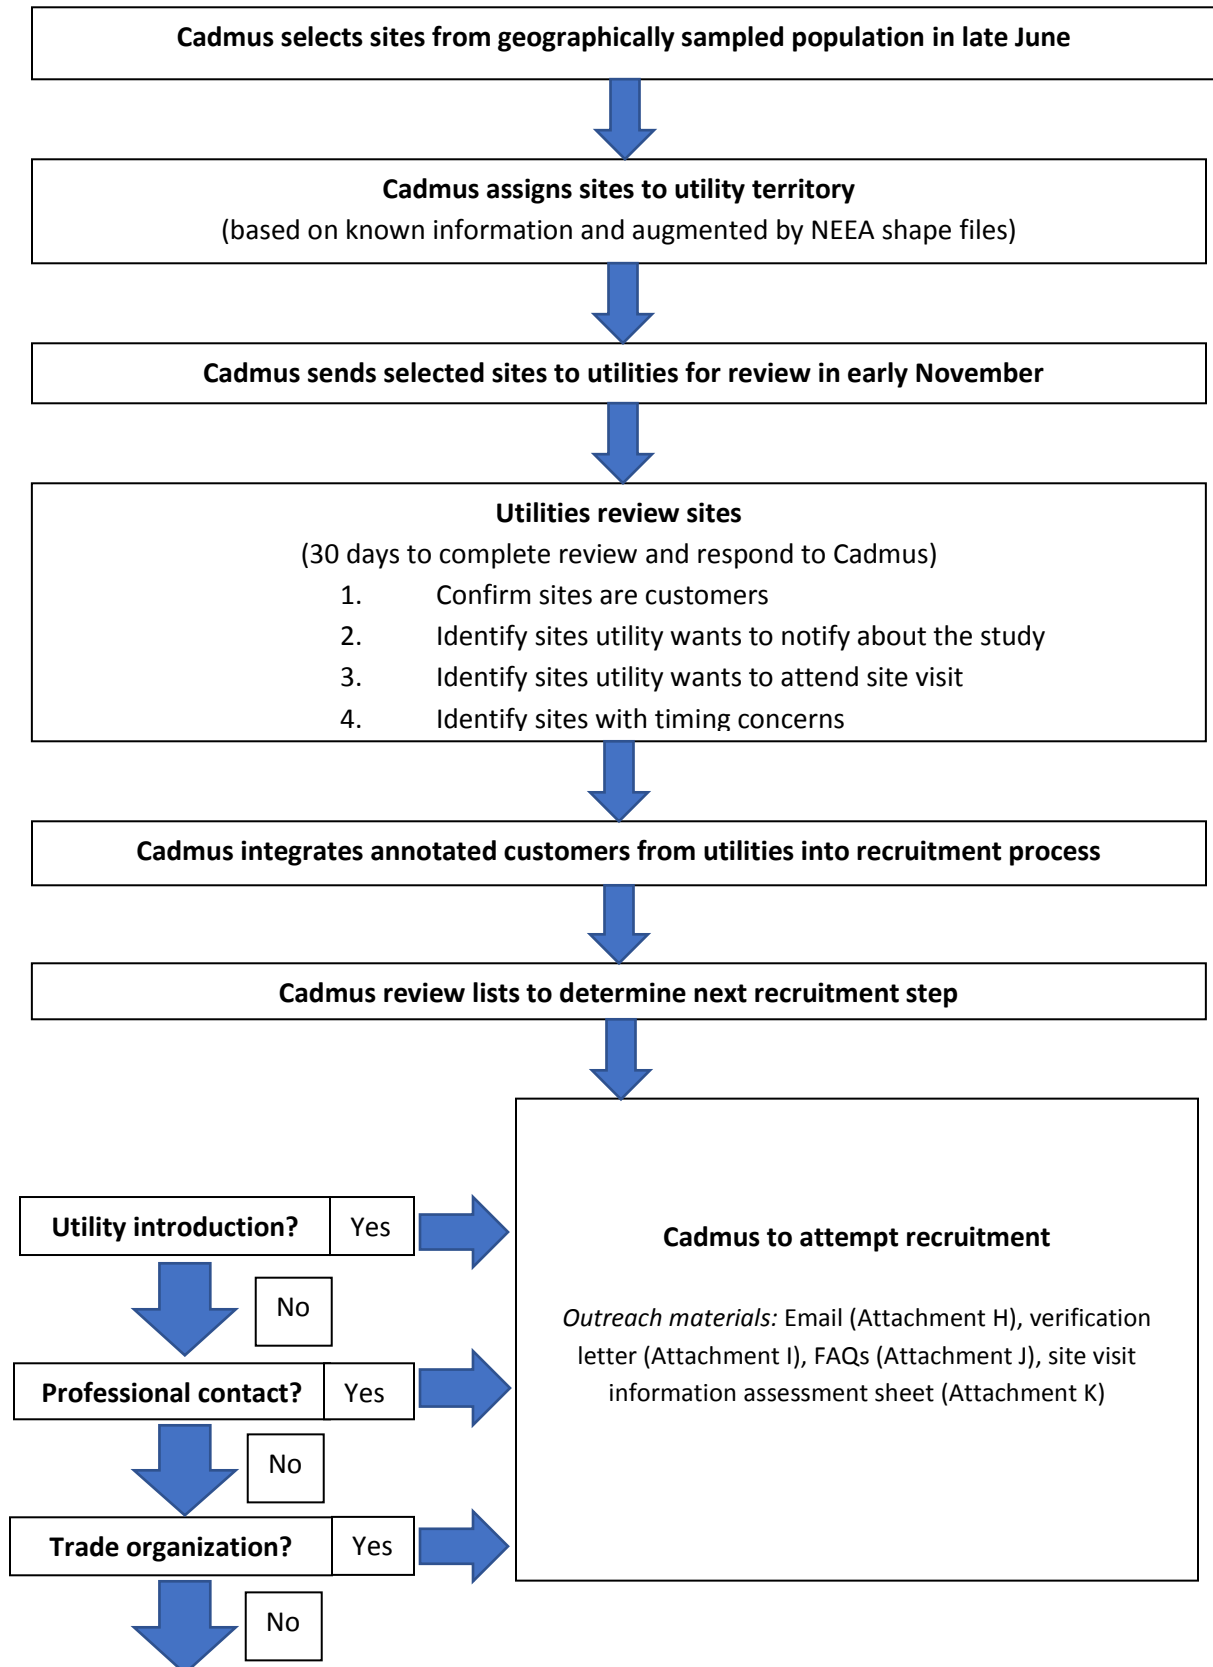 Cadmus selects sites from geographically sampled population in late June
Cadmus assigns sites to utility territory
(based on known information and augmented by NEEA shape files)
Cadmus sends selected sites to utilities for review in early November
Utilities review sites
(30 days to complete review and respond to Cadmus)
1. Confirm sites are customers
2. Identify sites utility wants to notify about the study
3. Identify sites utility wants to attend site visit
4. Identify sites with timing concerns
Cadmus integrates annotated customers from utilities into recruitment process
Cadmus review lists to determine next recruitment step
Utility introduction? Yes
No
Professional contact? Yes
No
Trade organization? Yes
No
Cadmus to attempt recruitment
Outreach materials: Email (Attachment H), verification
letter (Attachment I), FAQs (Attachment J), site visit
information assessment sheet (Attachment K)